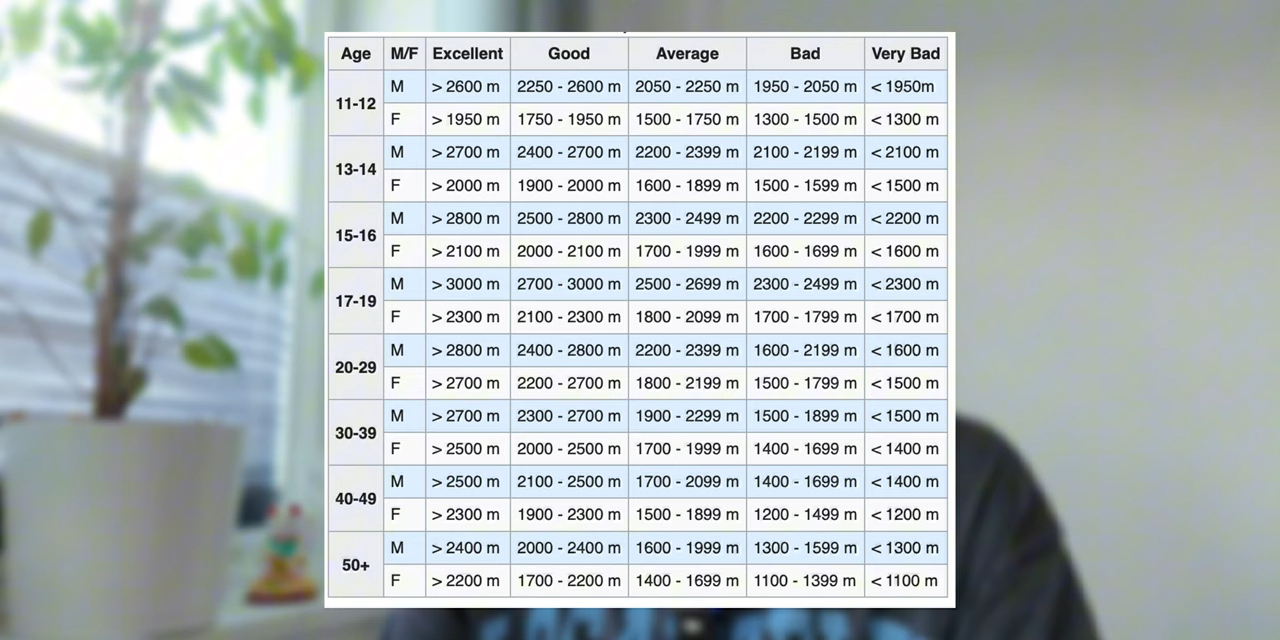 Age M/F Excellent Good Average Bad Very Bad
11-12 M > 2600 m 2250 - 2600 m 2050 - 2250 m 1950 - 2050 m < 1950m
F > 1950 m 1750 - 1950 m 1500 - 1750 m 1300 - 1500 m < 1300 m
13-14 M > 2700 m 2400 - 2700 m 2200 - 2399 m 2100 - 2199 m < 2100 m
F > 2000 m 1900 - 2000 m 1600 - 1899 m 1500 - 1599 m < 1500 m
15-16 M > 2800 m 2500 - 2800 m 2300 - 2499 m 2200 - 2299 m < 2200 m
F > 2100 m 2000 - 2100 m 1700 - 1999 m 1600 - 1699 m < 1600 m
17-19 M > 3000 m 2700 - 3000 m 2500 - 2699 m 2300 - 2499 m < 2300 m
F > 2300 m 2100 - 2300 m 1800 - 2099 m 1700 - 1799 m < 1700 m
20-29 M > 2800 m 2400 - 2800 m 2200 - 2399 m 1600 - 2199 m < 1600 m
F > 2700 m 2200 - 2700 m 1800 - 2199 m 1500 - 1799 m < 1500 m
30-39 M > 2700 m 2300 - 2700 m 1900 - 2299 m 1500 - 1899 m < 1500 m
F > 2500 m 2000 - 2500 m 1700 - 1999 m 1400 - 1699 m < 1400 m
40-49 M > 2500 m 2100 - 2500 m 1700 - 2099 m 1400 - 1699 m < 1400 m
F > 2300 m 1900 - 2300 m 1500 - 1899 m 1200 - 1499 m < 1200 m
50+ M > 2400 m 2000 - 2400 m 1600 - 1999 m 1300 - 1599 m < 1300 m
F > 2200 m 1700 - 2200 m 1400 - 1699 m 1100 - 1399 m < 1100 m